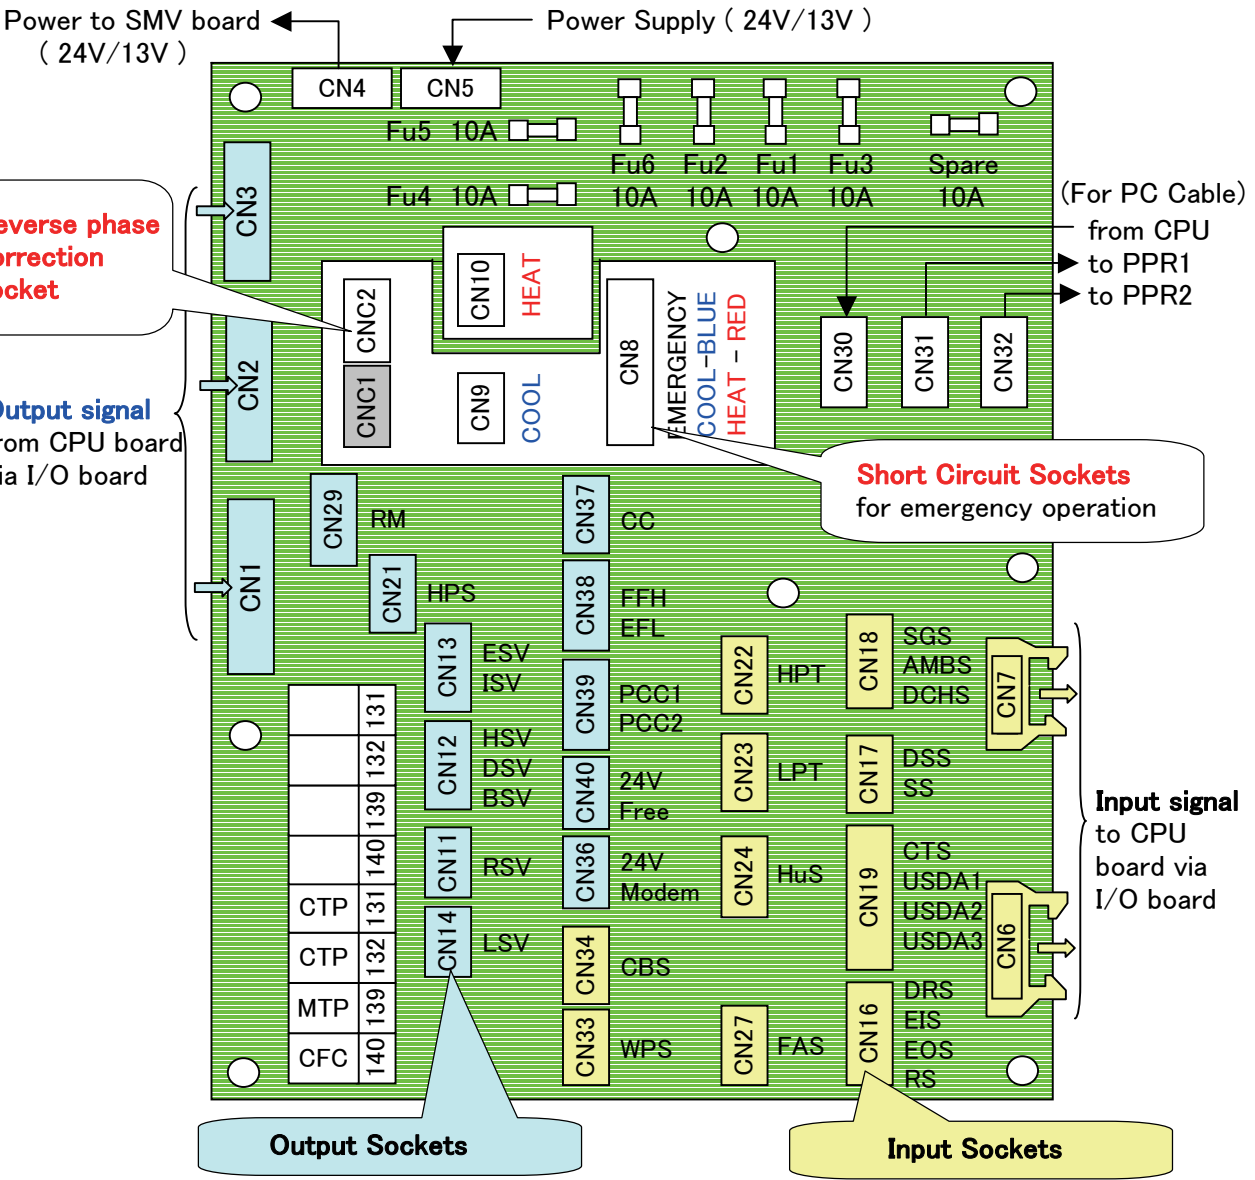 Power to SMV board
( 24V/13V )
Power Supply ( 24V/13V )
CN4
CN5
Fu5 10A
Fu4 10A
Fu6
10A
Fu2
10A
Fu1
10A
Fu3
10A
Spare
10A
(For PC Cable)
from CPU
to PPR1
to PPR2
CN3
everse phase
orrection
ocket
CN2
Output signal
rom CPU board
ia I/O board
CN1
CNC2
CNC1
CN10
HEAT
CN9
COOL
CN8
EMERGENCY
COOL-BLUE
HEAT - RED
CN30
CN31
CN32
Short Circuit Sockets
for emergency operation
CN29
RM
CN21
HPS
CN13
ESV
ISV
CN12
HSV
DSV
BSV
CN11
RSV
CN14
LSV
CN37
CC
CN38
FFH
EFL
CN39
PCC1
PCC2
CN40
24V
Free
CN36
24V
Modem
CN34
CBS
CN33
WPS
CN22
HPT
CN23
LPT
CN24
HuS
CN27
FAS
CN18
SGS
AMBS
DCHS
CN17
DSS
SS
CN19
CTS
USDA1
USDA2
USDA3
CN16
DRS
EIS
EOS
RS
CN7
CN6
Input signal
to CPU
board via
I/O board
131
132
139
140
CTP 131
CTP 132
MTP 139
CFC 140
Output Sockets
Input Sockets